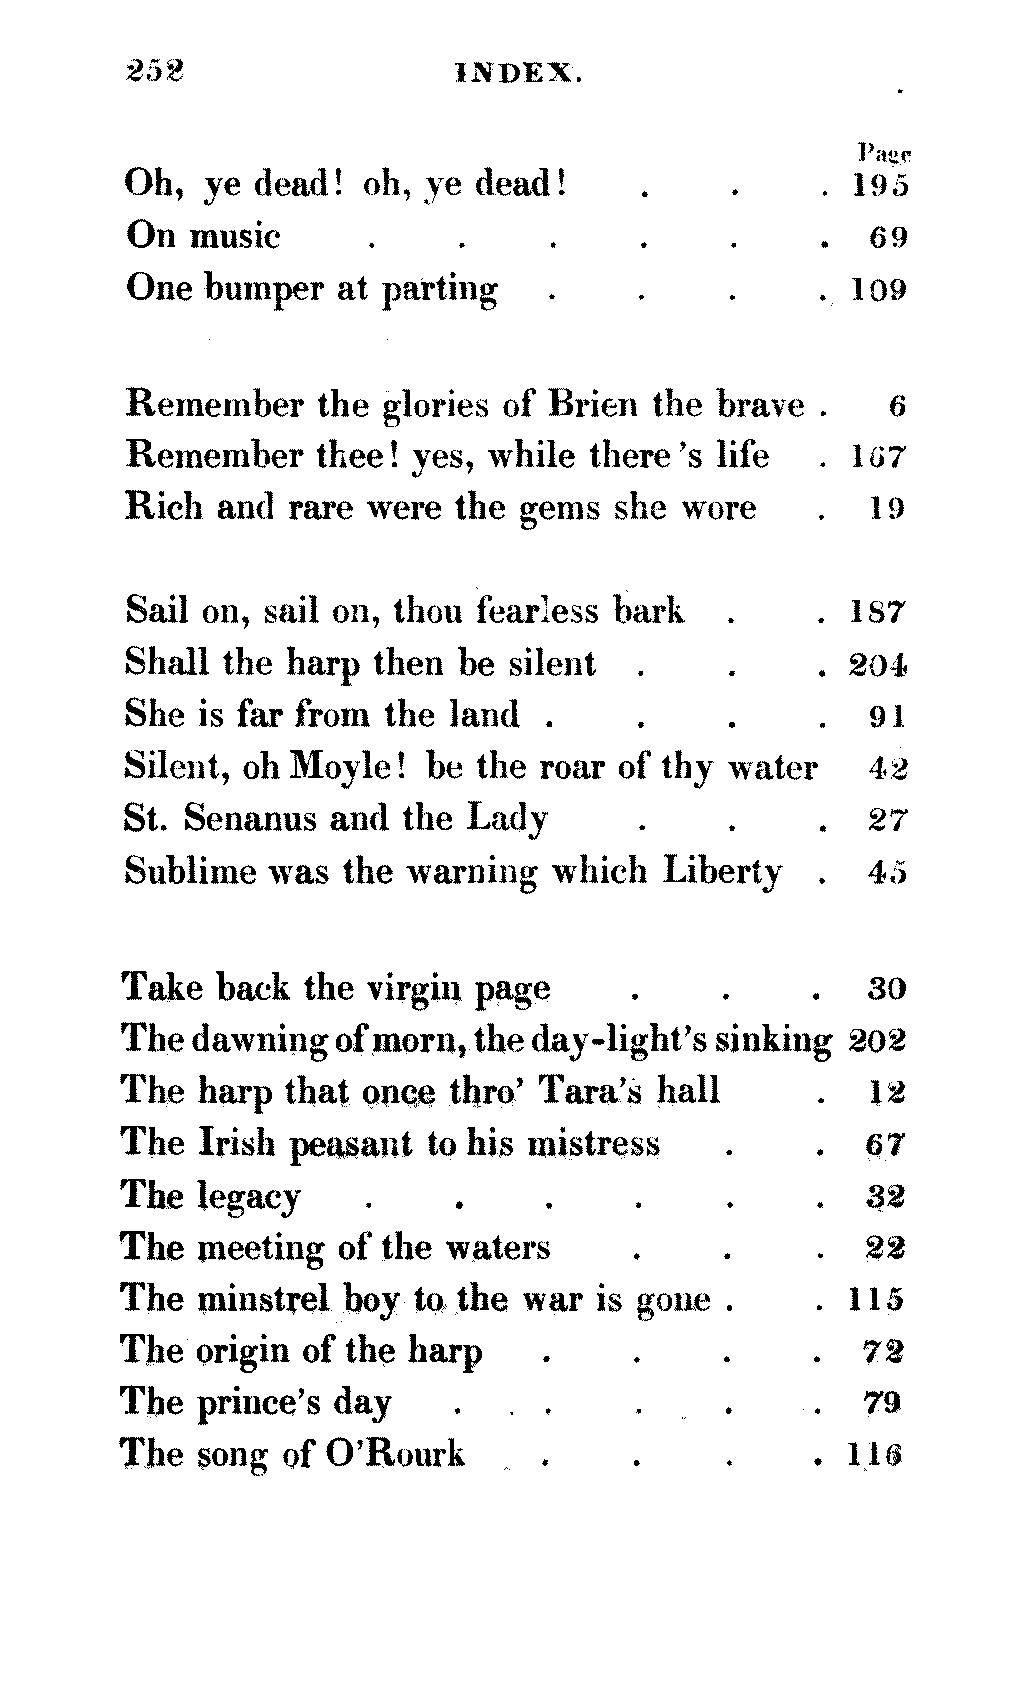 252 INDEX.
Page
Oh, ye dead! oh, ye dead! . . . 195
On music . . . . . . 69
One bumper at parting . . . . 109
Remember the glories of Brien the brave . 6
Remember thee! yes, while there 's life . 167
Rich and rare were the gems she wore . 19
Sail on, sail on, thou fearless bark . . 187
Shall the harp then be silent . . . 204
She is far from the land . . . . 91
Silent, oh Moyle! be the roar of thy water 42
St. Senanus and the Lady . . . 27
Sublime was the warning which Liberty . 45
Take back the virgin page . . . 30
The dawning of morn, the day-light's sinking 202
The harp that once thro' Tara's hall . 12
The Irish peasant to his mistress . . 67
The legacy . . . . . . 32
The meeting of the waters . . . 22
The minstrel boy to the war is gone . . 115
The origin of the harp . . . . 72
The prince's day . . . . . 79
The song of O'Rourk . . . . 116